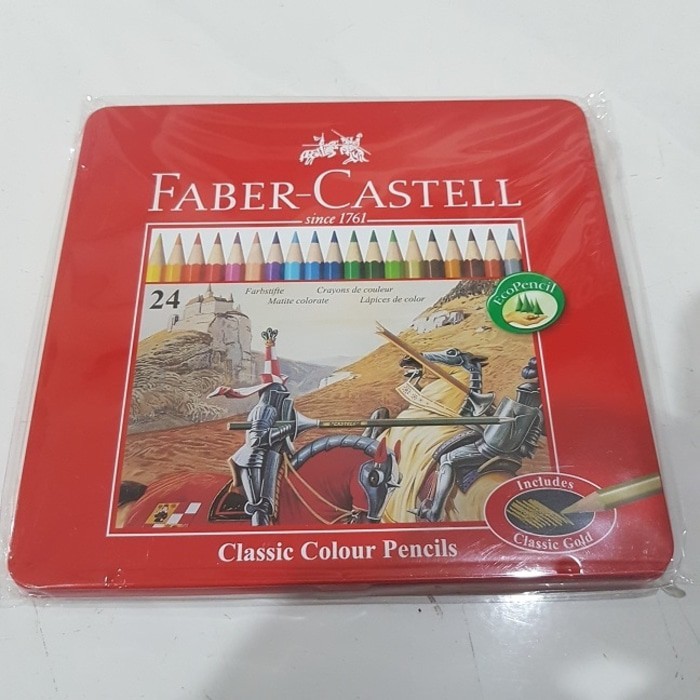 FABER-CASTELL
since 1761
24
Farbstifte Crayons de couleur
Matite colorate Lápices de color
EcoPencil
Includes
Classic Gold
Classic Colour Pencils